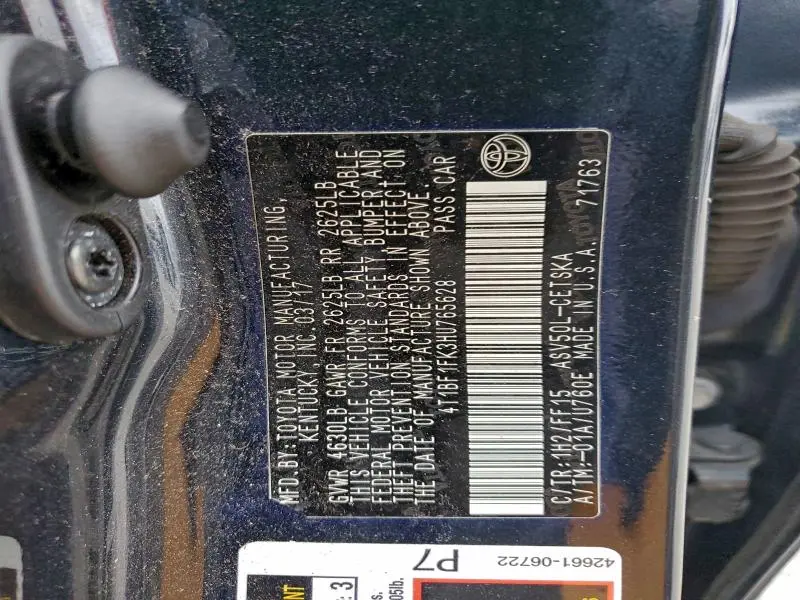 MFD.BY:TOYOTA MOTOR MANUFACTURING,
KENTUCKY, INC. 03/17
GVWR 4630LB GAWR FR 2625LB RR 2625LB
THIS VEHICLE CONFORMS TO ALL APPLICABLE
FEDERAL MOTOR VEHICLE SAFETY, BUMPER AND
THEFT PREVENTION STANDARDS IN EFFECT ON
THE DATE OF MANUFACTURE SHOWN ABOVE.
4T1BF1FK3HU765628 PASS.CAR
C/TR:1H2/FF15 ASV50L-CETSKA
A/TM:-01A/U760E MADE IN U.S.A. 71763
TOYOTA
P7
42661-06722
3
05lb.